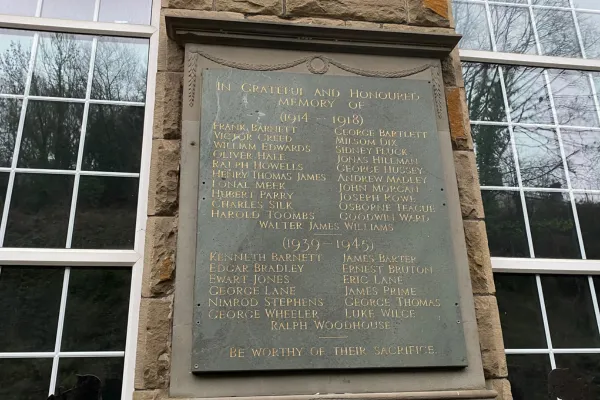 In Grateful and Honoured
Memory of
(1914 – 1918)
Frank Barnett George Bartlett
Victor Creed Milsom Dix
William Edwards Sidney Fluck
Oliver Hale Jonas Hillman
Ralph Howells George Hussey
Henry Thomas James Andrew Madley
Lonal Meek John Morgan
Hubert Parry Joseph Rowe
Charles Silk Osborne Teague
Harold Toombs Goodwin Ward
Walter James Williams
(1939–1945)
Kenneth Barnett James Baxter
Edgar Bradley Ernest Bruton
Ewart Jones Eric Lane
George Lane James Prime
Nimrod Stephens George Thomas
George Wheeler Luke Wilce
Ralph Woodhouse
Be worthy of their sacrifice.